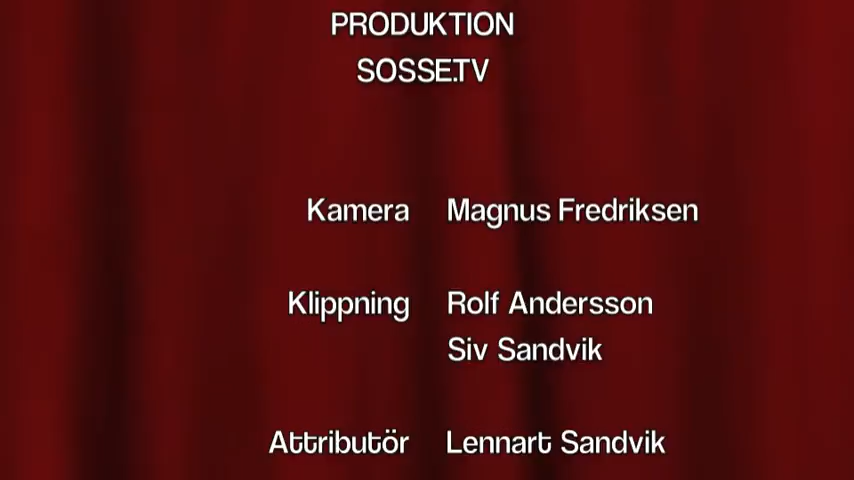 PRODUKTION
SOSSE.TV
Kamera Magnus Fredriksen
Klippning Rolf Andersson
Siv Sandvik
Attributör Lennart Sandvik